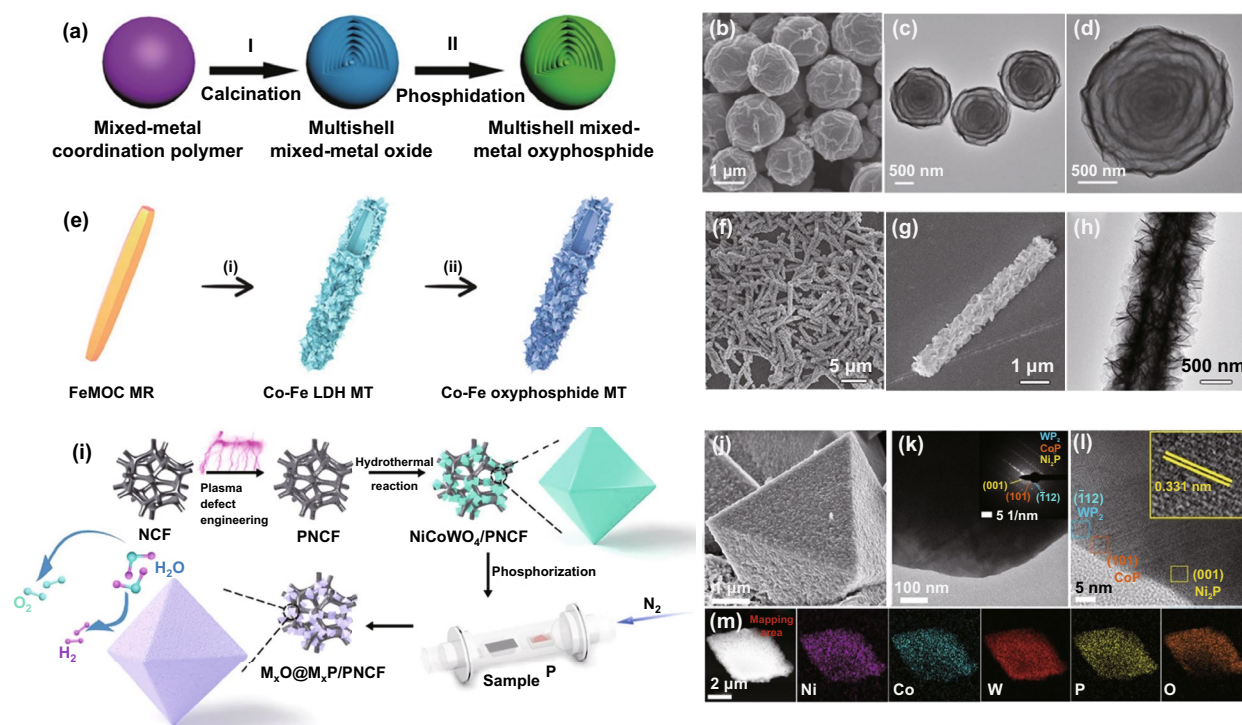 (a)
I
Calcination
II
Phosphidation
Mixed-metal
coordination polymer
Multishell
mixed-metal oxide
Multishell mixed-
metal oxyphosphide
(b)
1 μm
(c)
500 nm
(d)
500 nm
(e)
(i)
(ii)
FeMOC MR
Co-Fe LDH MT
Co-Fe oxyphosphide MT
(f)
5 μm
(g)
1 μm
(h)
500 nm
(i)
NCF
Plasma
defect
engineering
PNCF
Hydrothermal
reaction
NiCoWO₄/PNCF
Phosphorization
N₂
P
Sample
MₓO@MₓP/PNCF
H₂O
O₂
H₂
(j)
1 μm
(k)
WP₂
CoP
Ni₂P
(001)
(101)
(1̄12)
5 1/nm
100 nm
(l)
0.331 nm
(1̄12)
WP₂
(101)
CoP
(001)
Ni₂P
5 nm
(m)
Mapping
area
2 μm
Ni
Co
W
P
O